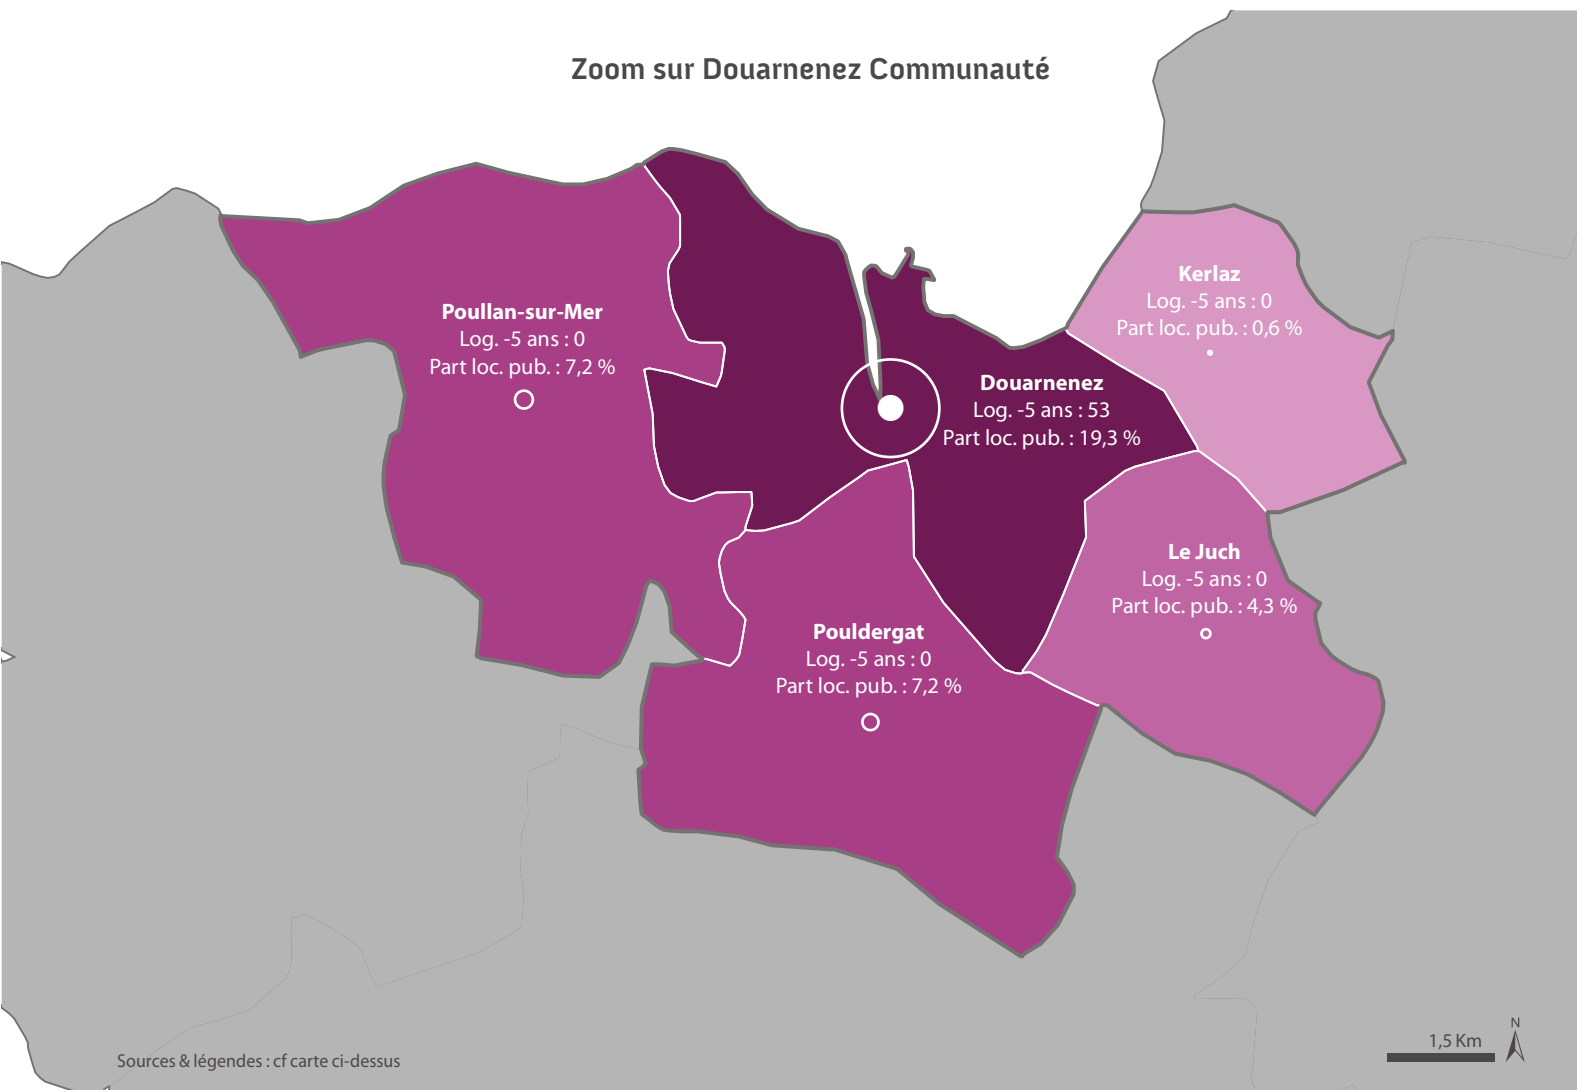 Zoom sur Douarnenez Communauté
Kerlaz
Log. -5 ans : 0
Part loc. pub. : 0,6 %
Poullan-sur-Mer
Log. -5 ans : 0
Part loc. pub. : 7,2 %
Douarnenez
Log. -5 ans : 53
Part loc. pub. : 19,3 %
Le Juch
Log. -5 ans : 0
Part loc. pub. : 4,3 %
Pouldergat
Log. -5 ans : 0
Part loc. pub. : 7,2 %
Sources & légendes : cf carte ci-dessus
1,5 Km
N